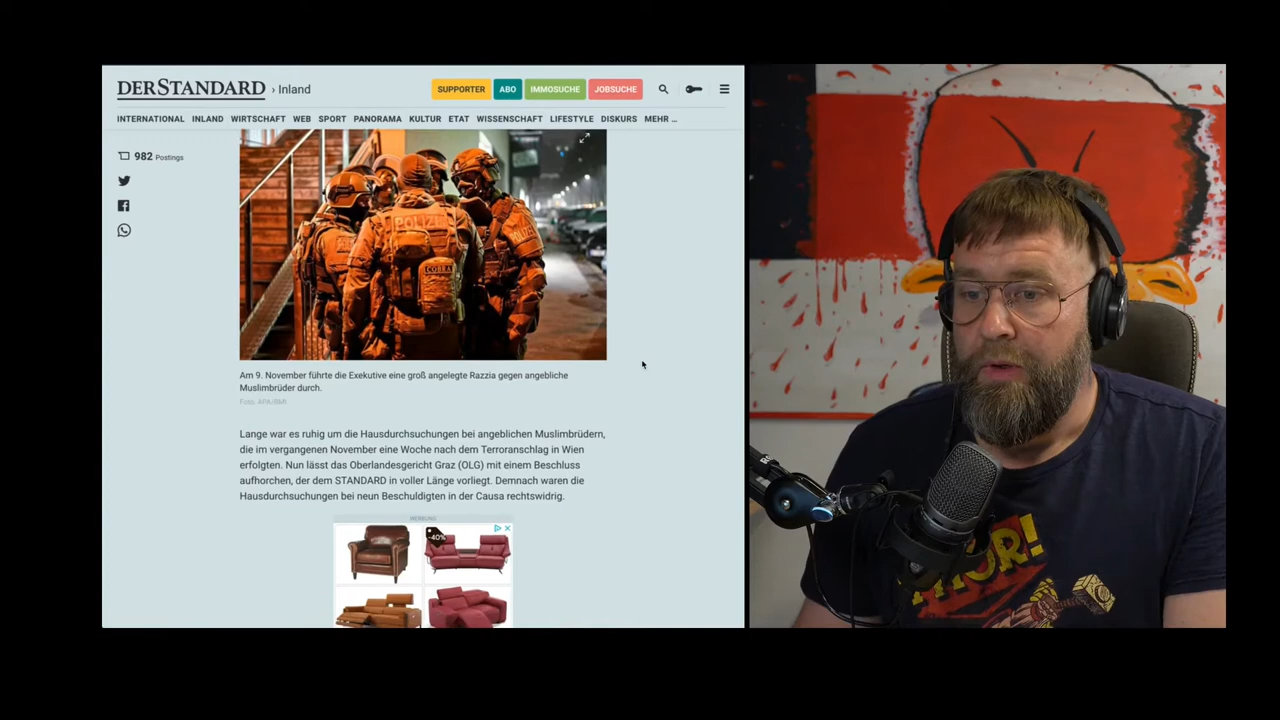 DERSTANDARD › Inland
SUPPORTER ABO IMMOSUCHE JOBSUCHE
INTERNATIONAL INLAND WIRTSCHAFT WEB SPORT PANORAMA KULTUR ETAT WISSENSCHAFT LIFESTYLE DISKURS MEHR ...
982 Postings
POLIZEI
COBRA
Am 9. November führte die Exekutive eine groß angelegte Razzia gegen angebliche
Muslimbrüder durch.
Foto: APA/BMI
Lange war es ruhig um die Hausdurchsuchungen bei angeblichen Muslimbrüdern,
die im vergangenen November eine Woche nach dem Terroranschlag in Wien
erfolgten. Nun lässt das Oberlandesgericht Graz (OLG) mit einem Beschluss
aufhorchen, der dem STANDARD in voller Länge vorliegt. Demnach waren die
Hausdurchsuchungen bei neun Beschuldigten in der Causa rechtswidrig.
WERBUNG
-40%